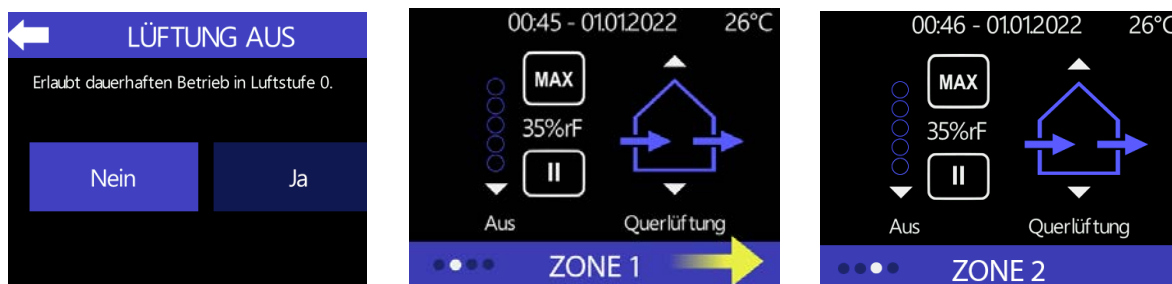 LÜFTUNG AUS
Erlaubt dauerhaften Betrieb in Luftstufe 0.
Nein
Ja
00:45 - 01.01.2022 26°C
MAX
35%rF
Aus
Querlüftung
ZONE 1
00:46 - 01.01.2022 26°C
MAX
35%rF
Aus
Querlüftung
ZONE 2